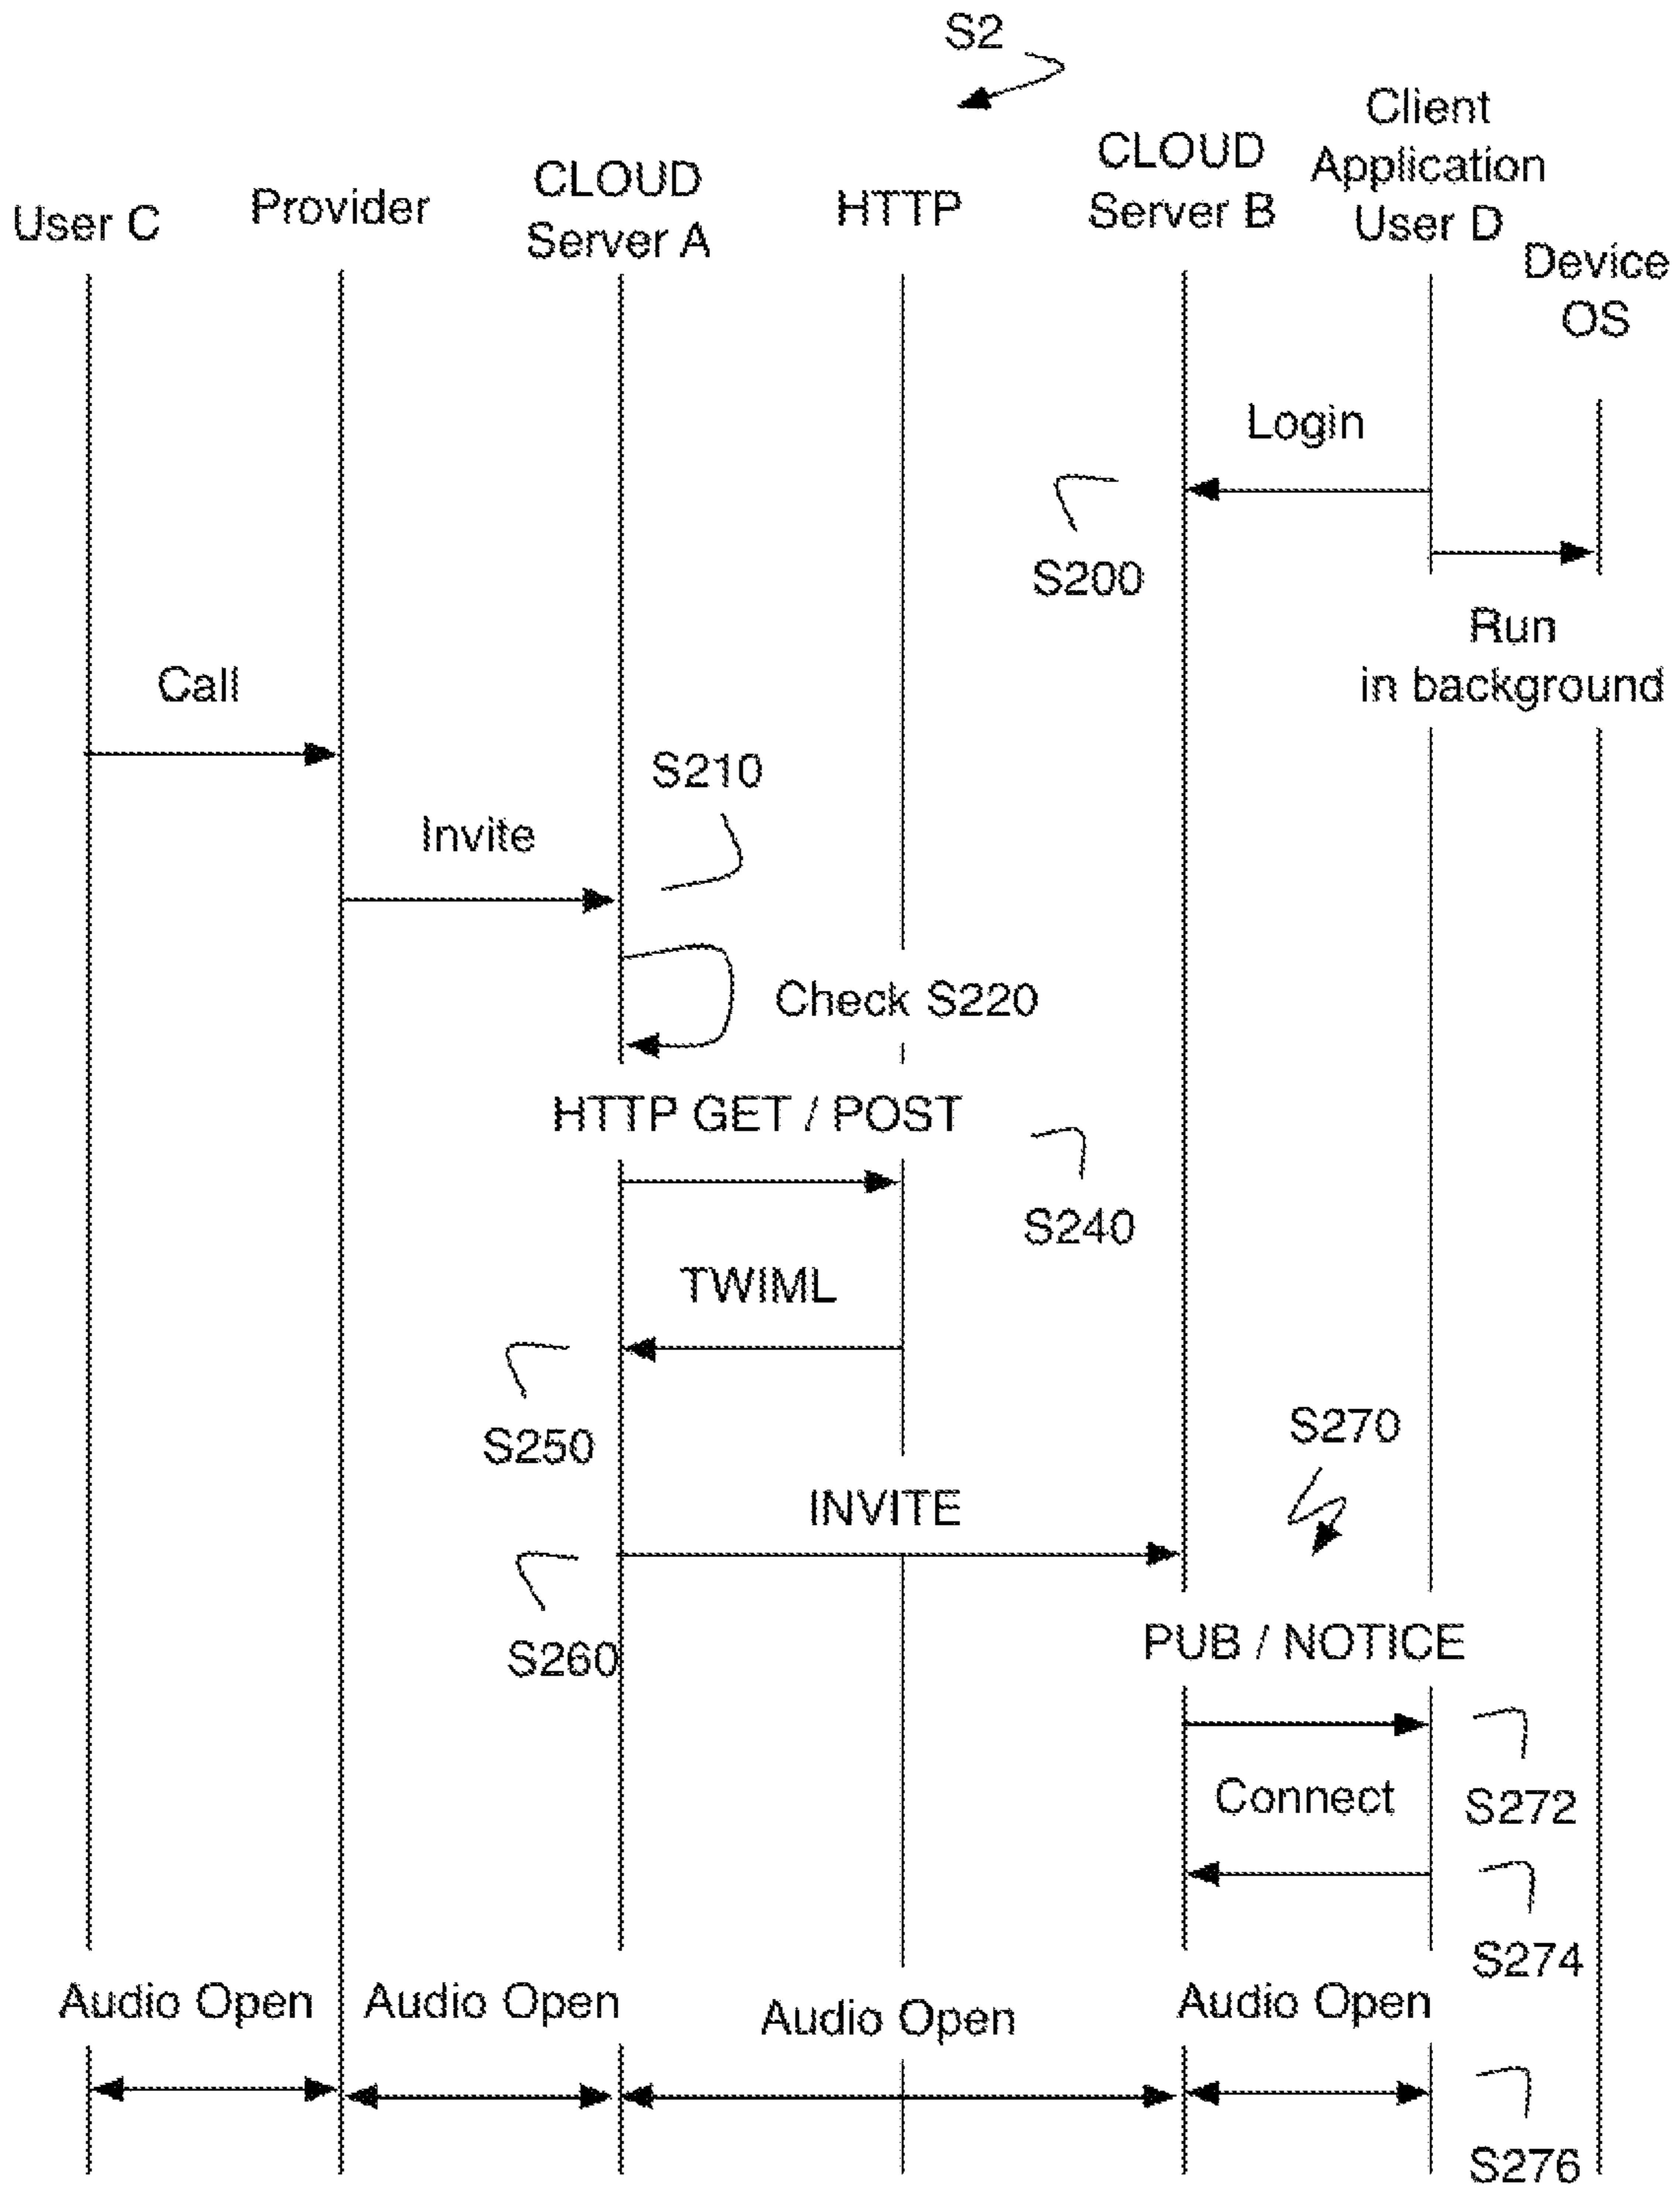 S2
User C
Provider
CLOUD
Server A
HTTP
CLOUD
Server B
Client
Application
User D
Device
OS
Login
S200
Run
in background
Call
S210
Invite
Check S220
HTTP GET / POST
S240
TWIML
S250
S270
INVITE
S260
PUB / NOTICE
Connect
S272
S274
Audio Open
Audio Open
Audio Open
Audio Open
S276